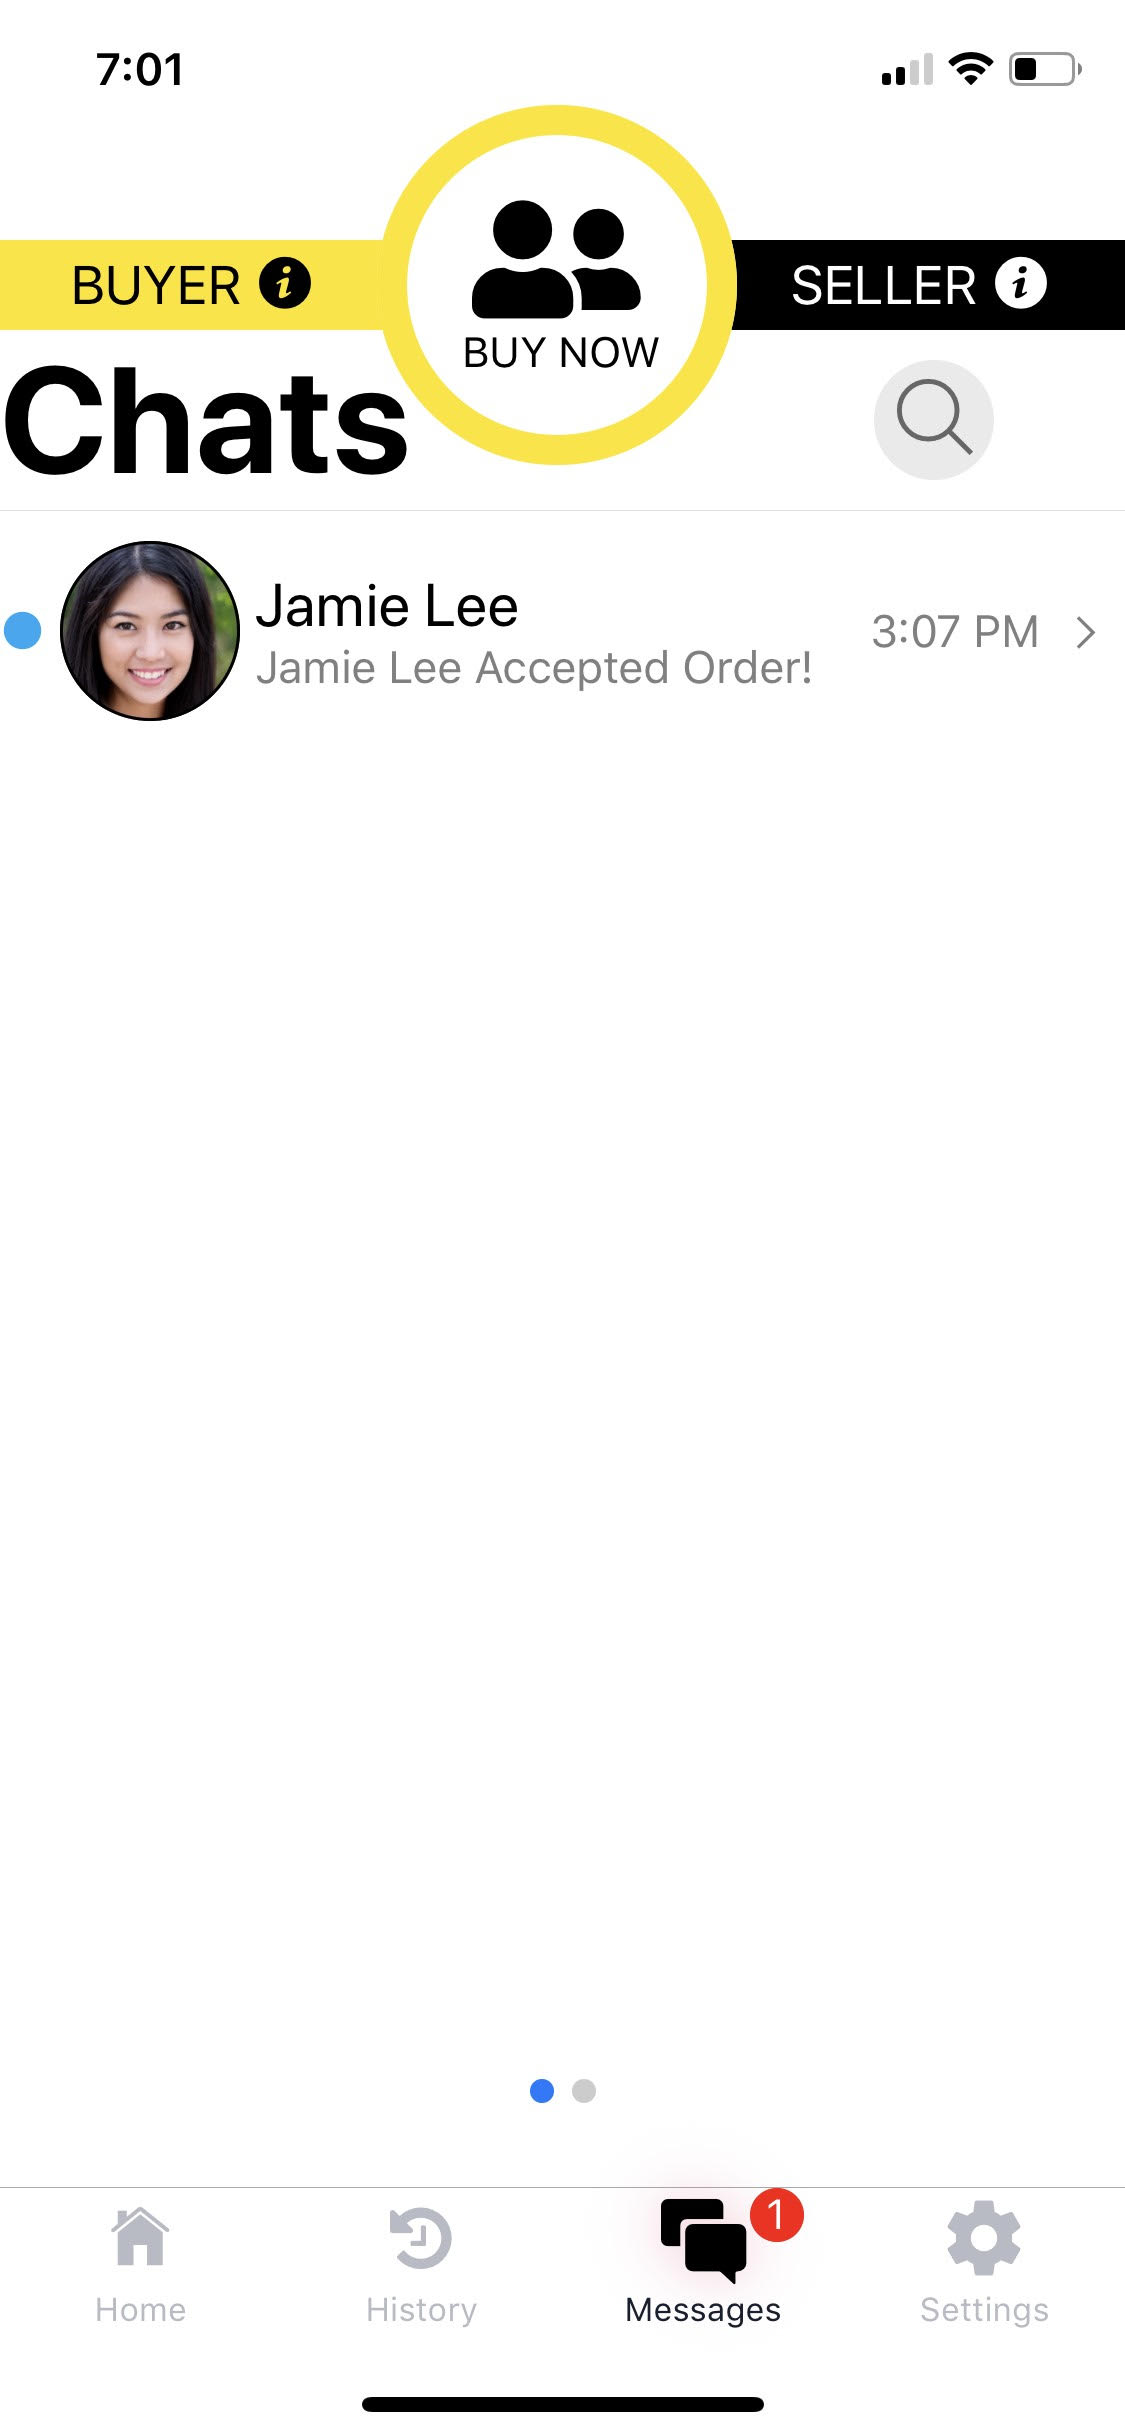 7:01
BUYER i
SELLER i
BUY NOW
Chats
Jamie Lee
Jamie Lee Accepted Order!
3:07 PM
1
Home
History
Messages
Settings